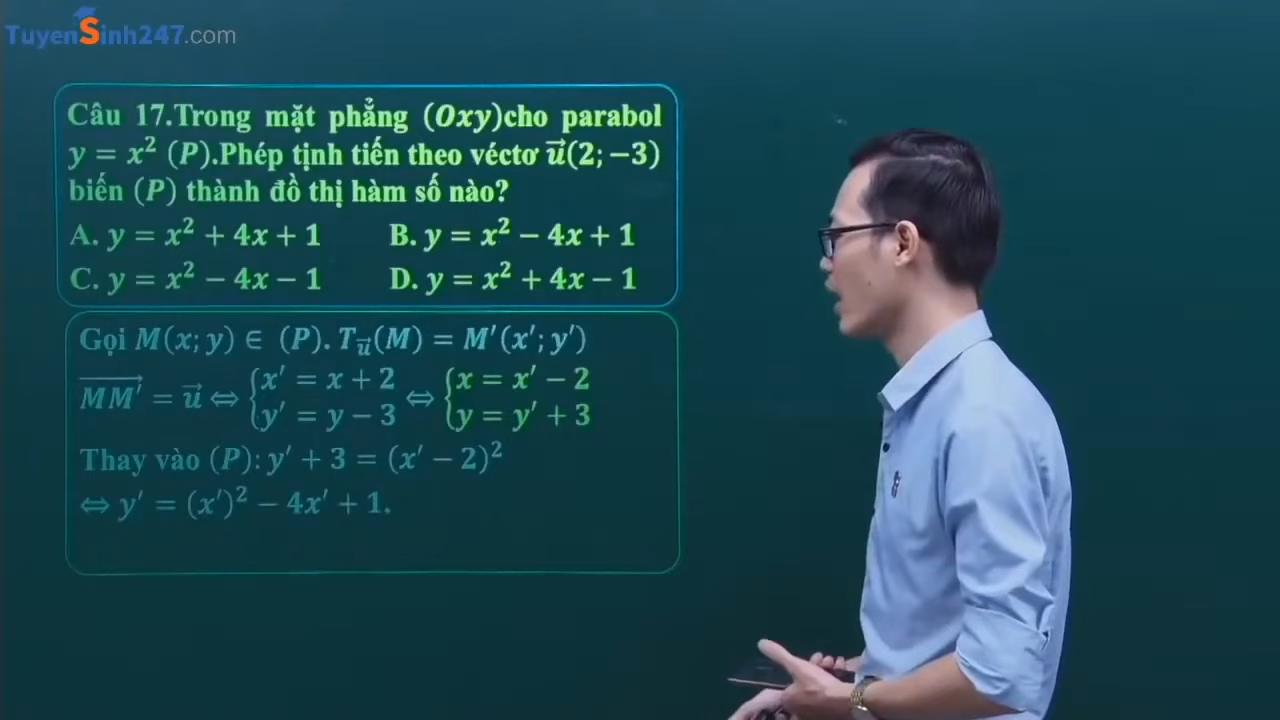 TuyenSinh247.com
Câu 17.Trong mặt phẳng (Oxy)cho parabol
y = x² (P).Phép tịnh tiến theo véctơ u⃗(2; −3)
biến (P) thành đồ thị hàm số nào?
A. y = x² + 4x + 1 B. y = x² − 4x + 1
C. y = x² − 4x − 1 D. y = x² + 4x − 1
Gọi M(x; y) ∈ (P). T_u⃗(M) = M′(x′; y′)
MM′⃗ = u⃗ ⇔ {x′ = x + 2; y′ = y − 3 ⇔ {x = x′ − 2; y = y′ + 3
Thay vào (P): y′ + 3 = (x′ − 2)²
⇔ y′ = (x′)² − 4x′ + 1.